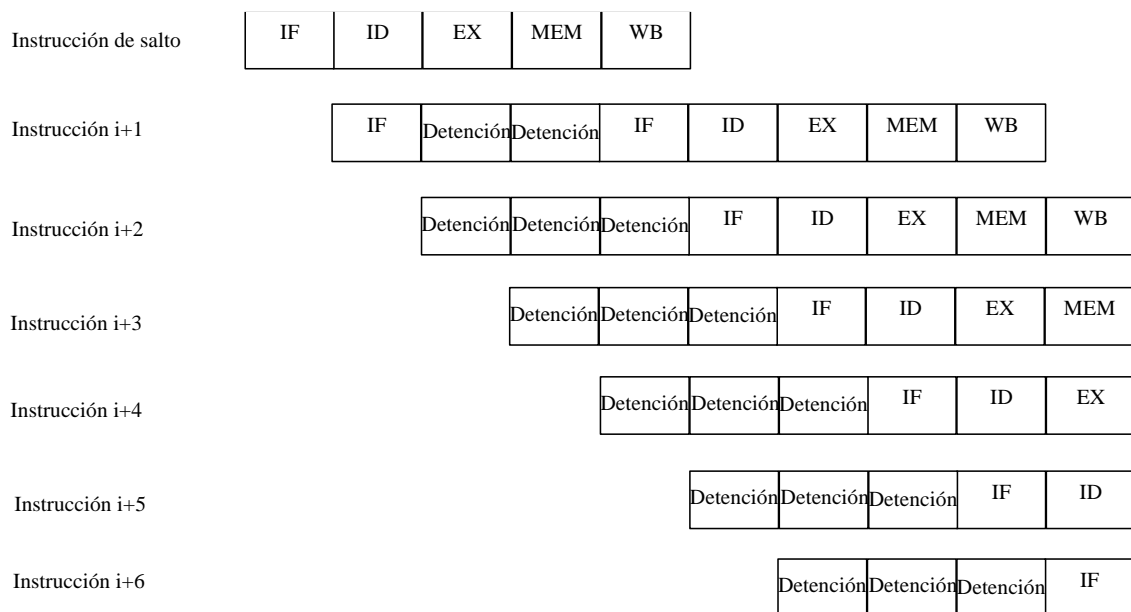 Instrucción de salto IF ID EX MEM WB
Instrucción i+1 IF Detención Detención IF ID EX MEM WB
Instrucción i+2 Detención Detención Detención IF ID EX MEM WB
Instrucción i+3 Detención Detención Detención IF ID EX MEM
Instrucción i+4 Detención Detención Detención IF ID EX
Instrucción i+5 Detención Detención Detención IF ID
Instrucción i+6 Detención Detención Detención IF